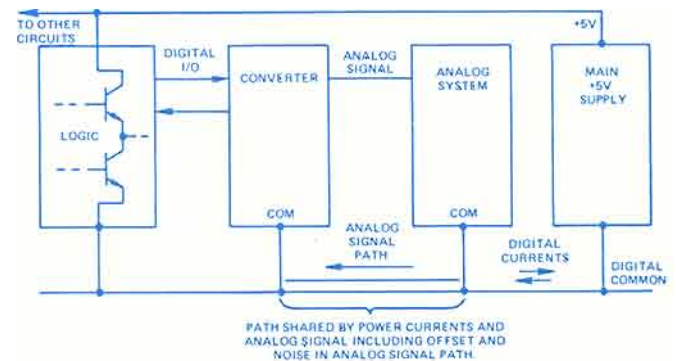 TO OTHER
CIRCUITS
+5V
DIGITAL
I/O
CONVERTER
ANALOG
SIGNAL
ANALOG
SYSTEM
MAIN
+5V
SUPPLY
LOGIC
COM
COM
ANALOG
SIGNAL
PATH
DIGITAL
CURRENTS
DIGITAL
COMMON
PATH SHARED BY POWER CURRENTS AND
ANALOG SIGNAL INCLUDING OFFSET AND
NOISE IN ANALOG SIGNAL PATH.